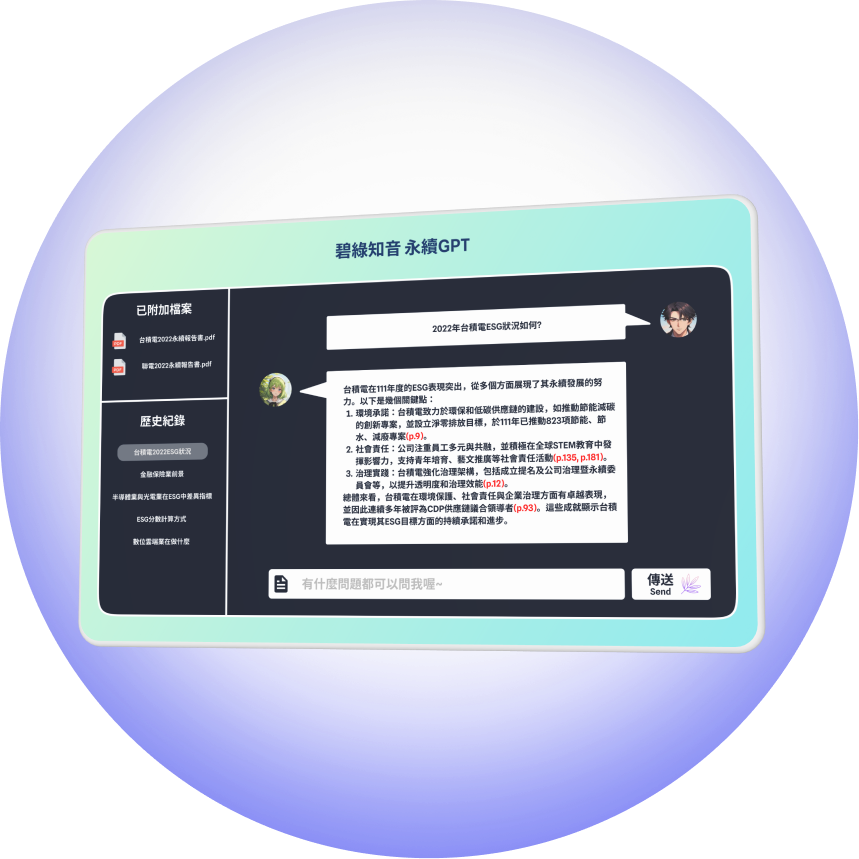 碧綠知音 永續GPT
已附加檔案
PDF
台積電2022永續報告書.pdf
PDF
聯電2022永續報告書.pdf
歷史紀錄
台積電2022ESG狀況
金融保險業前景
半導體業與光電業在ESG中差異指標
ESG分數計算方式
數位雲端業在做什麼
2022年台積電ESG狀況如何?
台積電在111年度的ESG表現突出，從多個方面展現了其永續發展的努
力。以下是幾個關鍵點：
1. 環境承諾：台積電致力於環保和低碳供應鏈的建設，如推動節能減碳
的創新專案，並設立淨零排放目標，於111年已推動823項節能、節
水、減廢專案(p.9)。
2. 社會責任：公司注重員工多元與共融，並積極在全球STEM教育中發
揮影響力，支持青年培育、藝文推廣等社會責任活動(p.135, p.181)。
3. 治理實踐：台積電強化治理架構，包括成立提名及公司治理暨永續委
員會等，以提升透明度和治理效能(p.12)。
總體來看，台積電在環境保護、社會責任與企業治理方面有卓越表現，
並因此連續多年被評為CDP供應鏈議合領導者(p.93)。這些成就顯示台積
電在實現其ESG目標方面的持續承諾和進步。
有什麼問題都可以問我喔~
傳送
Send